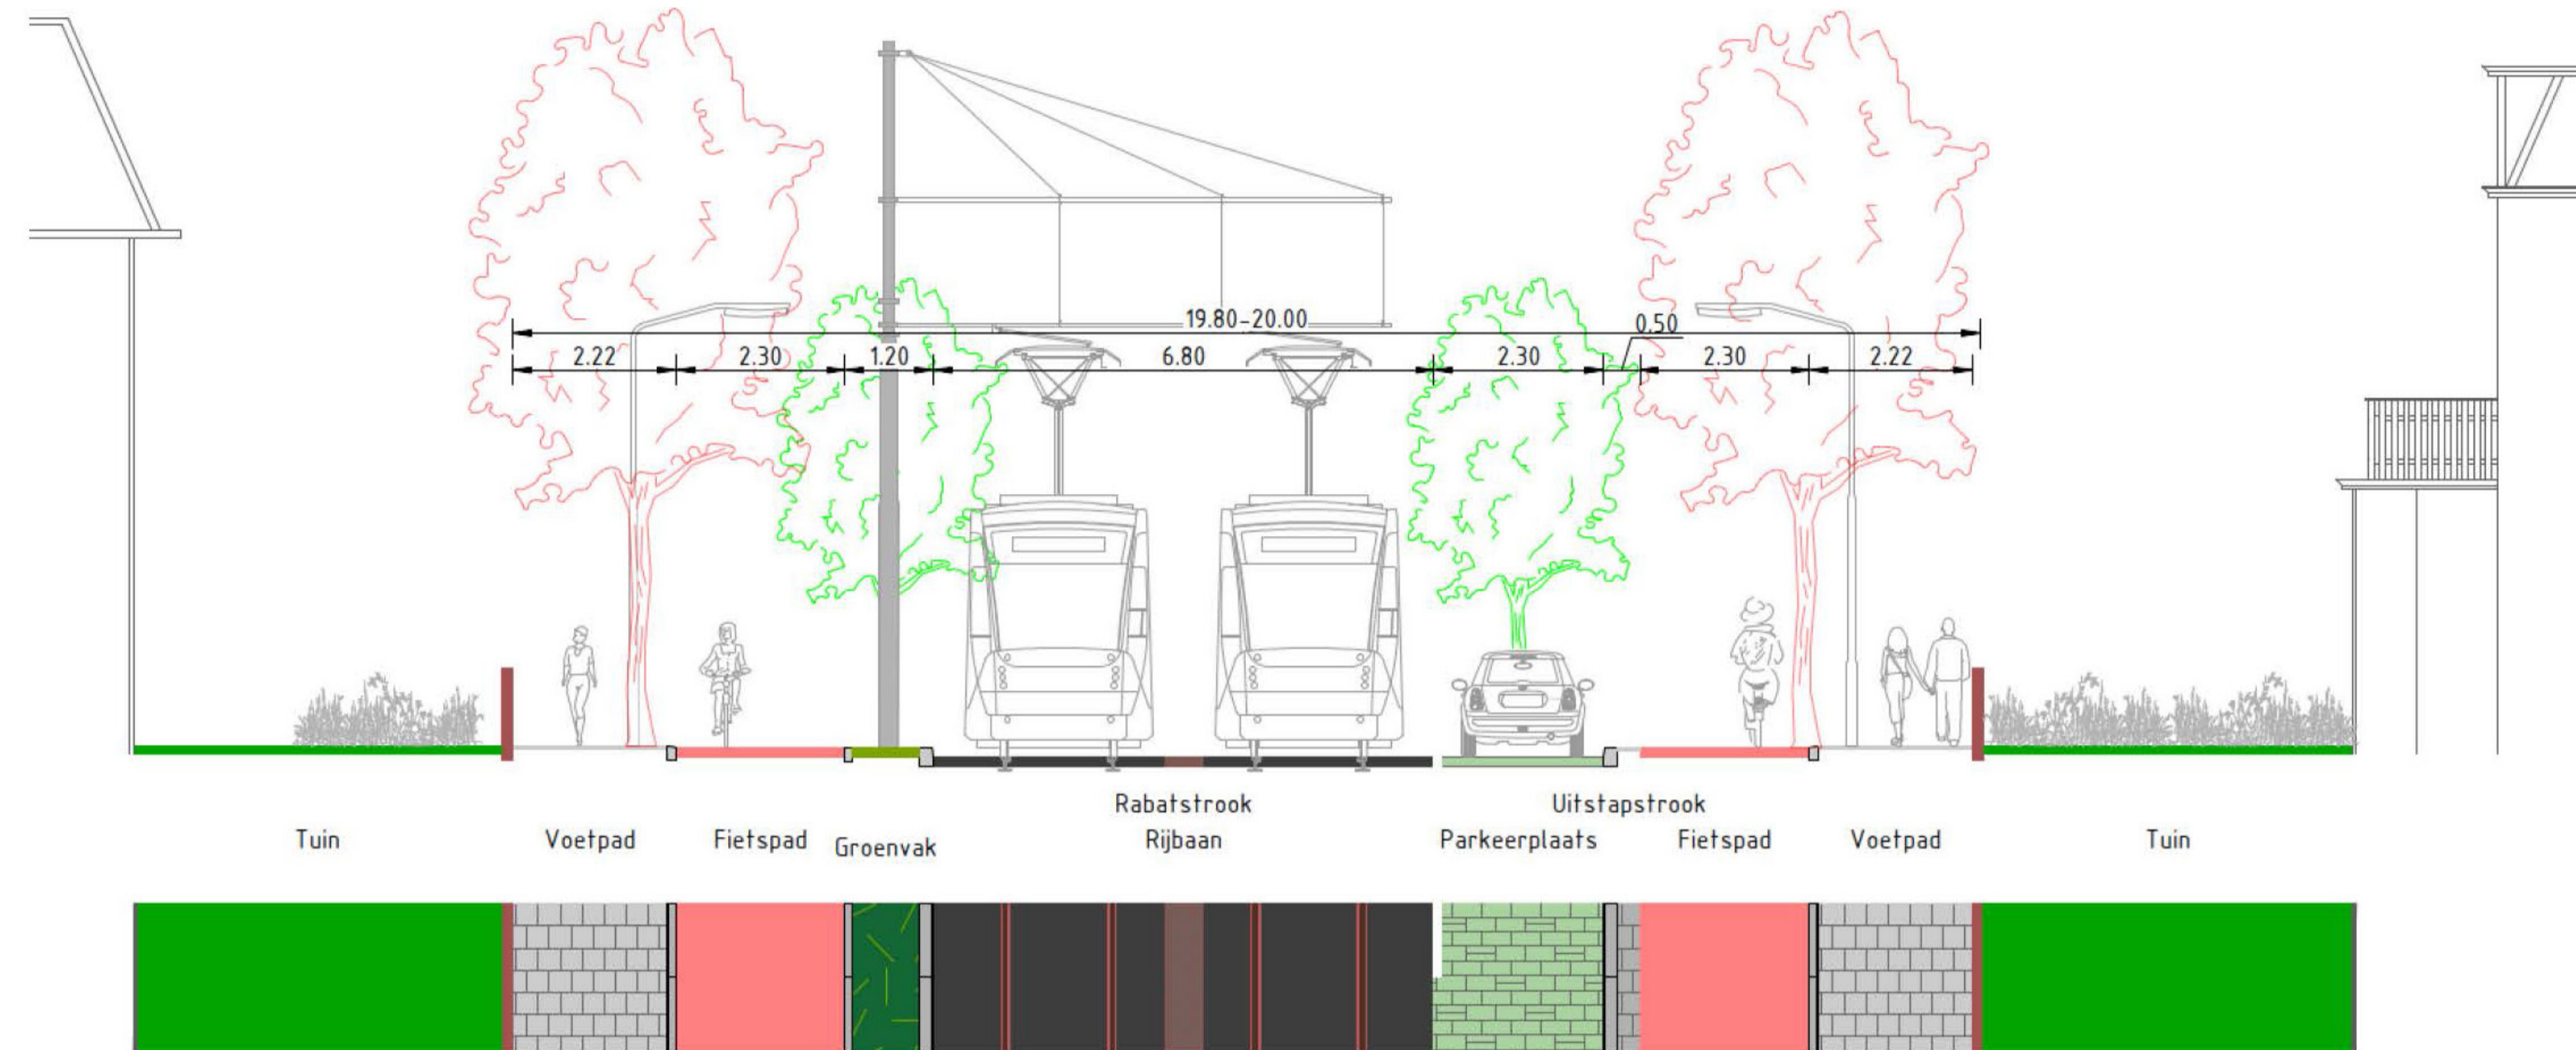 19.80-20.00
0.50
2.22 2.30 1.20 6.80 2.30 2.30 2.22
Rabatstrook Uitstapstrook
Tuin Voetpad Fietspad Groenvak Rijbaan Parkeerplaats Fietspad Voetpad Tuin